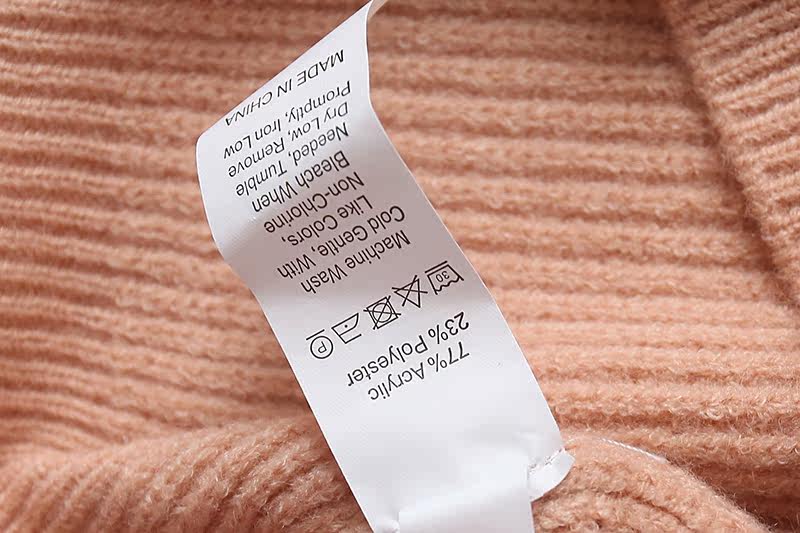 77% Acrylic
23% Polyester
30 P
Machine Wash
Cold Gentle, With
Like Colors,
Non-Chlorine
Bleach When
Needed, Tumble
Dry Low, Remove
Promptly, Iron Low
MADE IN CHINA